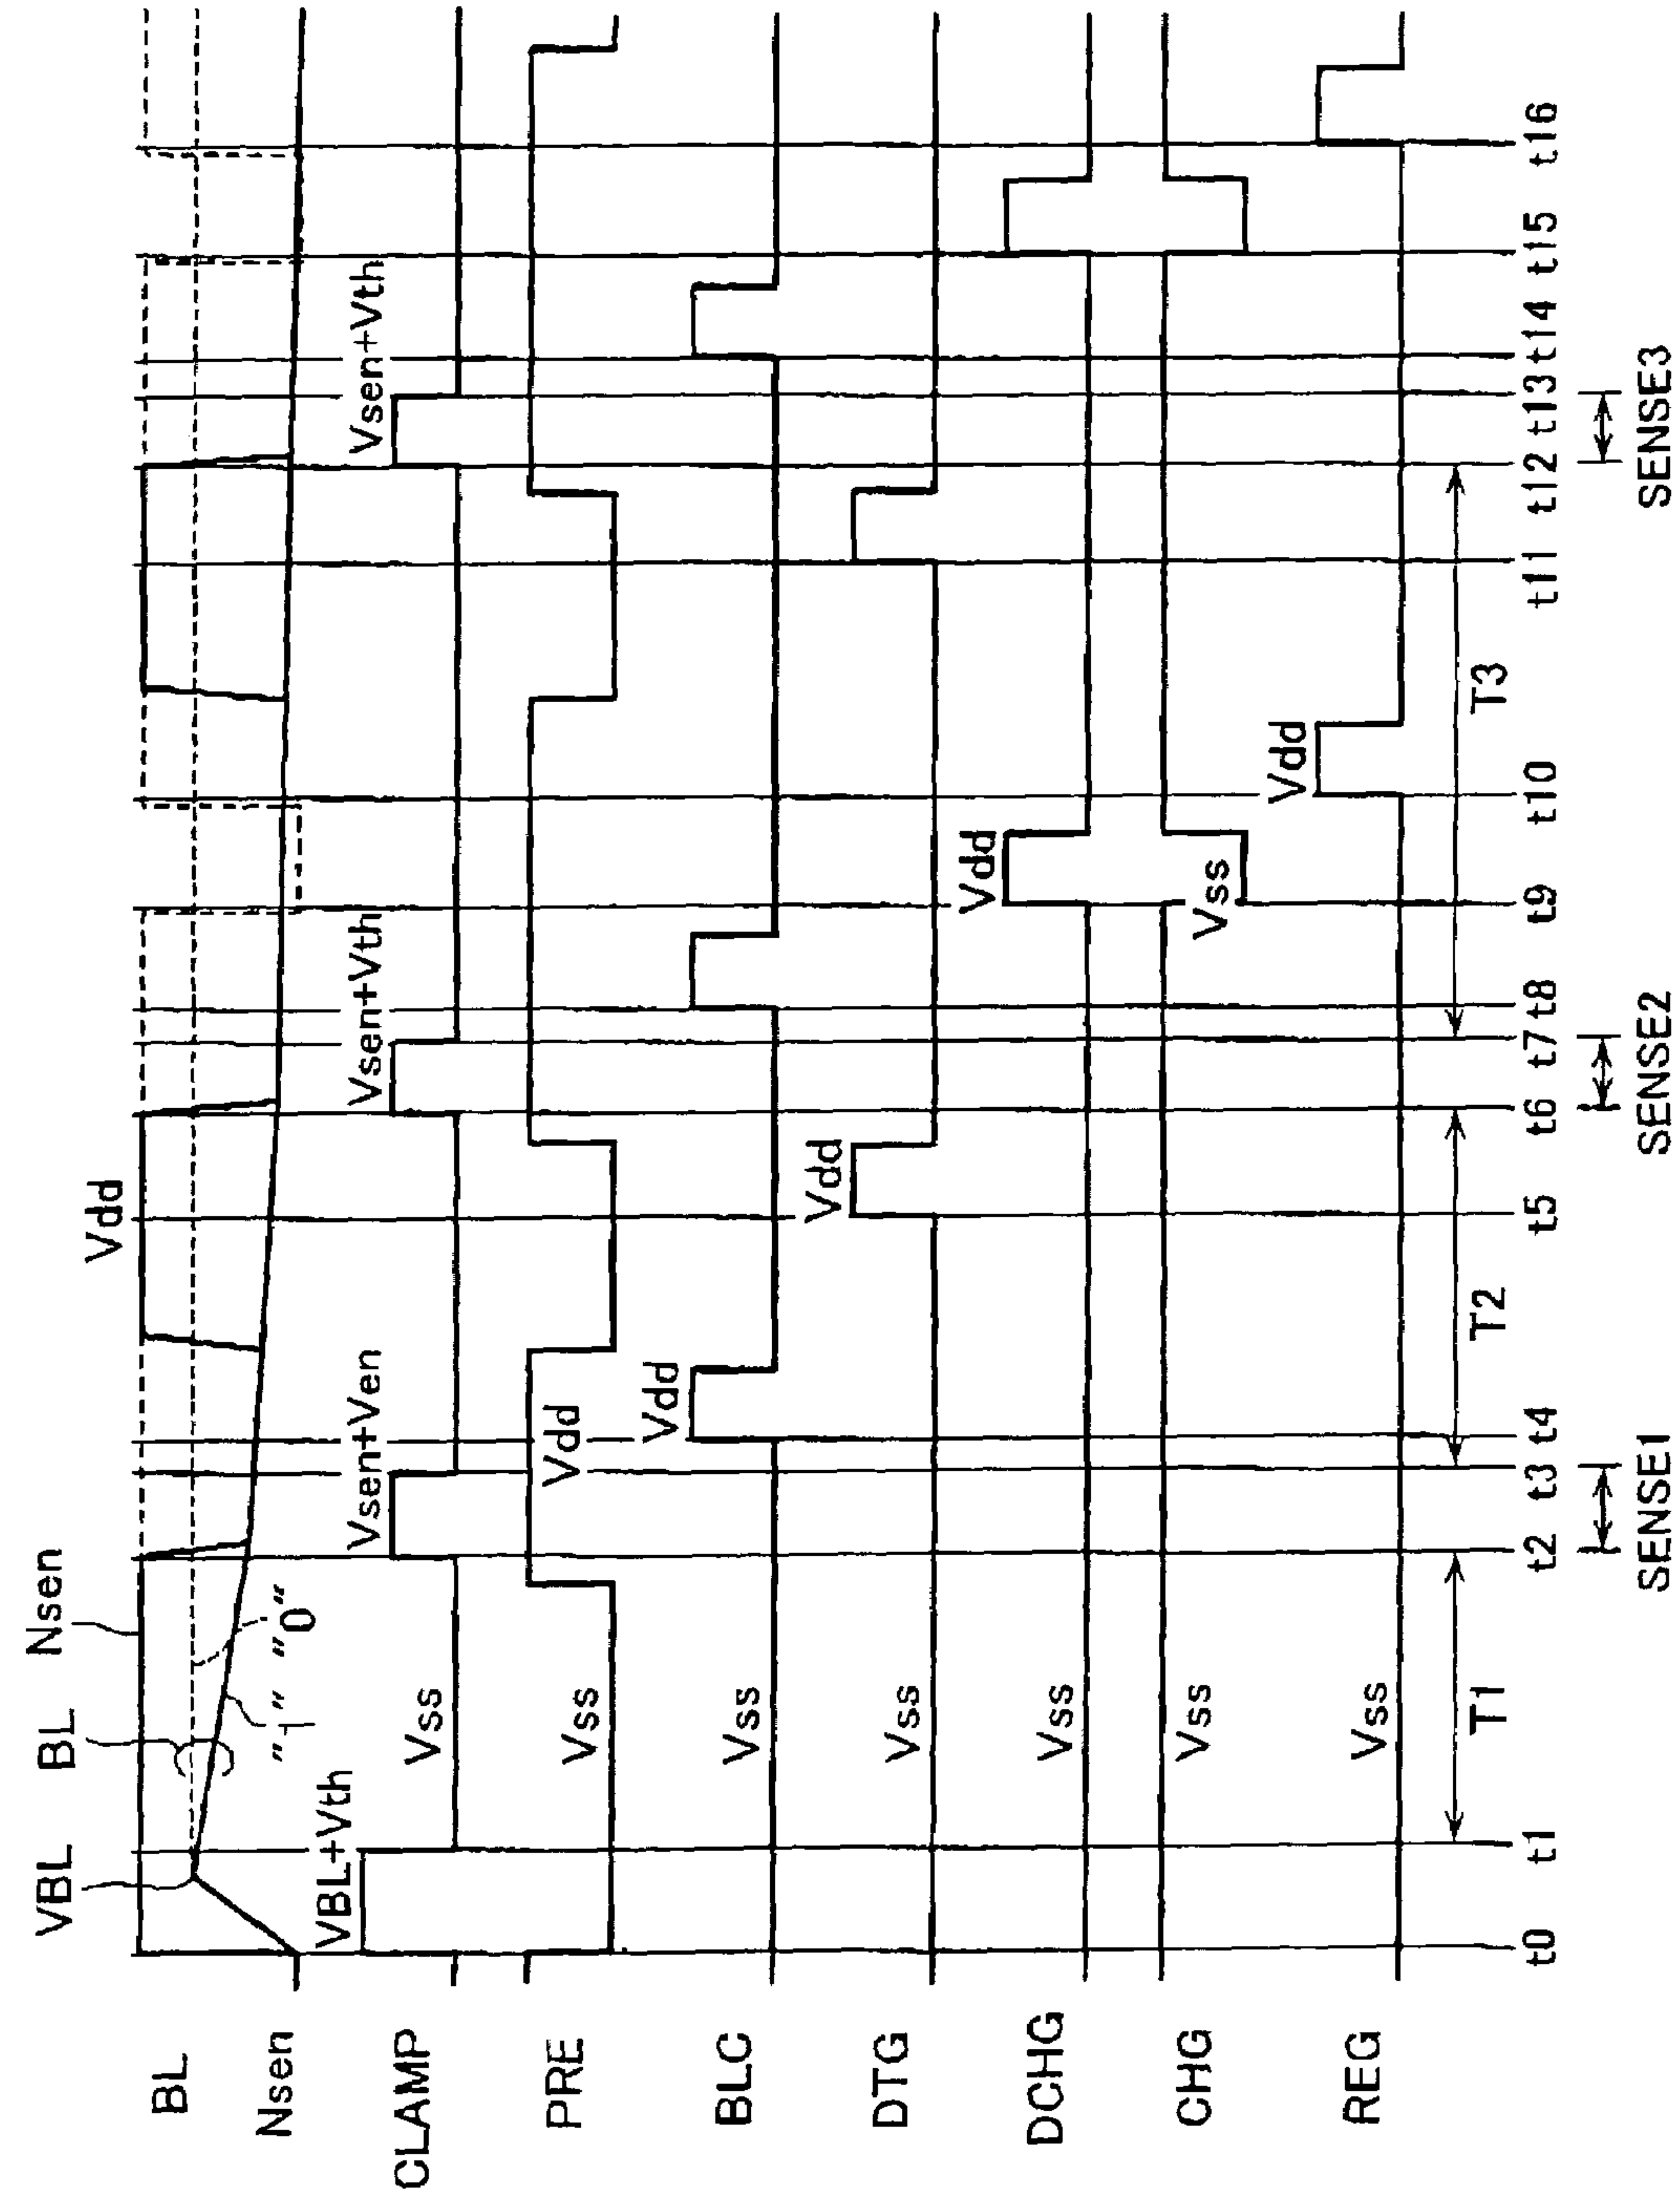 VBL BL Nsen Vdd
BL
Nsen
"1" "0"
CLAMP VBL+Vth Vss Vsen+Ven Vsen+Vth Vsen+Vth
PRE Vss Vdd
BLC Vss Vdd
DTG Vss Vdd
DCHG Vss Vdd
CHG Vss Vss
REG Vss Vdd
T1 T2 T3
t0 t1 t2 t3 t4 t5 t6 t7 t8 t9 t10 t11 t12 t13 t14 t15 t16
SENSE1 SENSE2 SENSE3